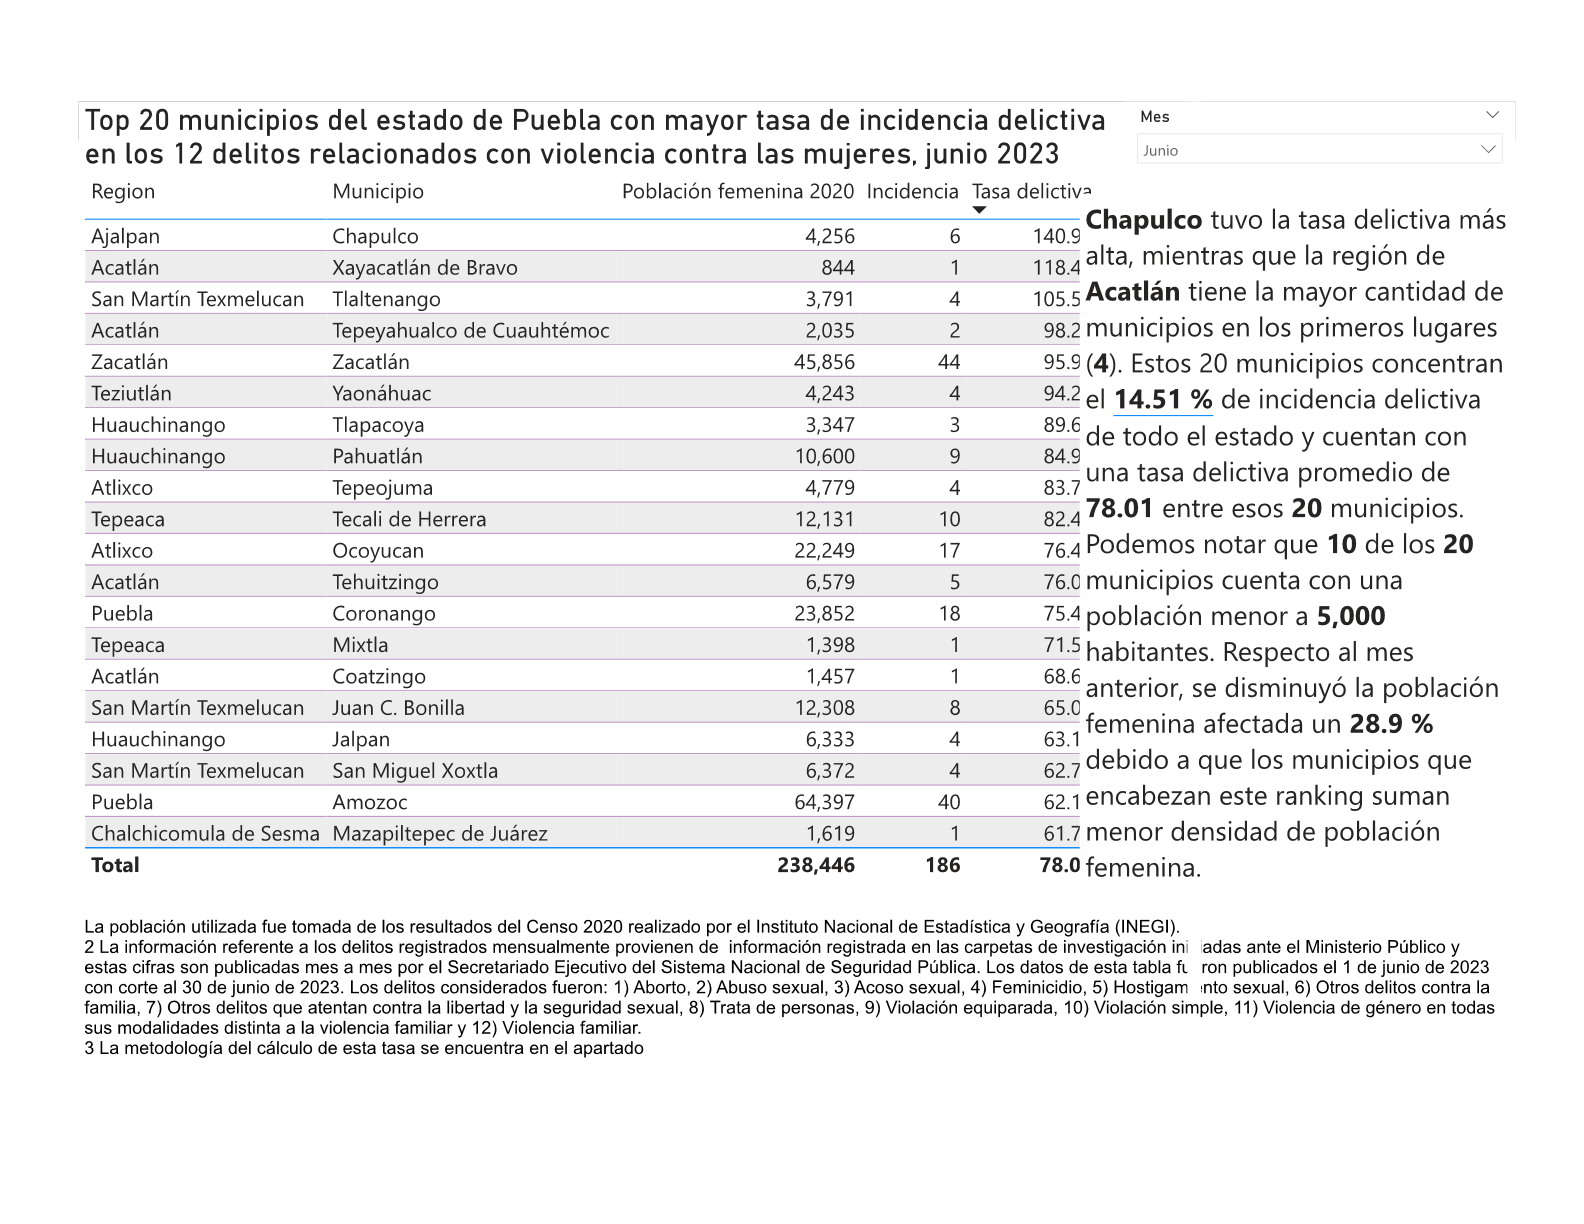 Top 20 municipios del estado de Puebla con mayor tasa de incidencia delictiva
en los 12 delitos relacionados con violencia contra las mujeres, junio 2023
Mes
Junio
Region Municipio Población femenina 2020 Incidencia Tasa delictiva
Ajalpan Chapulco 4,256 6 140.9
Acatlán Xayacatlán de Bravo 844 1 118.4
San Martín Texmelucan Tlaltenango 3,791 4 105.5
Acatlán Tepeyahualco de Cuauhtémoc 2,035 2 98.2
Zacatlán Zacatlán 45,856 44 95.9
Teziutlán Yaonáhuac 4,243 4 94.2
Huauchinango Tlapacoya 3,347 3 89.6
Huauchinango Pahuatlán 10,600 9 84.9
Atlixco Tepeojuma 4,779 4 83.7
Tepeaca Tecali de Herrera 12,131 10 82.4
Atlixco Ocoyucan 22,249 17 76.4
Acatlán Tehuitzingo 6,579 5 76.0
Puebla Coronango 23,852 18 75.4
Tepeaca Mixtla 1,398 1 71.5
Acatlán Coatzingo 1,457 1 68.6
San Martín Texmelucan Juan C. Bonilla 12,308 8 65.0
Huauchinango Jalpan 6,333 4 63.1
San Martín Texmelucan San Miguel Xoxtla 6,372 4 62.7
Puebla Amozoc 64,397 40 62.1
Chalchicomula de Sesma Mazapiltepec de Juárez 1,619 1 61.7
Total 238,446 186 78.0
Chapulco tuvo la tasa delictiva más
alta, mientras que la región de
Acatlán tiene la mayor cantidad de
municipios en los primeros lugares
(4). Estos 20 municipios concentran
el 14.51 % de incidencia delictiva
de todo el estado y cuentan con
una tasa delictiva promedio de
78.01 entre esos 20 municipios.
Podemos notar que 10 de los 20
municipios cuenta con una
población menor a 5,000
habitantes. Respecto al mes
anterior, se disminuyó la población
femenina afectada un 28.9 %
debido a que los municipios que
encabezan este ranking suman
menor densidad de población
femenina.
La población utilizada fue tomada de los resultados del Censo 2020 realizado por el Instituto Nacional de Estadística y Geografía (INEGI).
2 La información referente a los delitos registrados mensualmente provienen de información registrada en las carpetas de investigación iniciadas ante el Ministerio Público y
estas cifras son publicadas mes a mes por el Secretariado Ejecutivo del Sistema Nacional de Seguridad Pública. Los datos de esta tabla fueron publicados el 1 de junio de 2023
con corte al 30 de junio de 2023. Los delitos considerados fueron: 1) Aborto, 2) Abuso sexual, 3) Acoso sexual, 4) Feminicidio, 5) Hostigamiento sexual, 6) Otros delitos contra la
familia, 7) Otros delitos que atentan contra la libertad y la seguridad sexual, 8) Trata de personas, 9) Violación equiparada, 10) Violación simple, 11) Violencia de género en todas
sus modalidades distinta a la violencia familiar y 12) Violencia familiar.
3 La metodología del cálculo de esta tasa se encuentra en el apartado